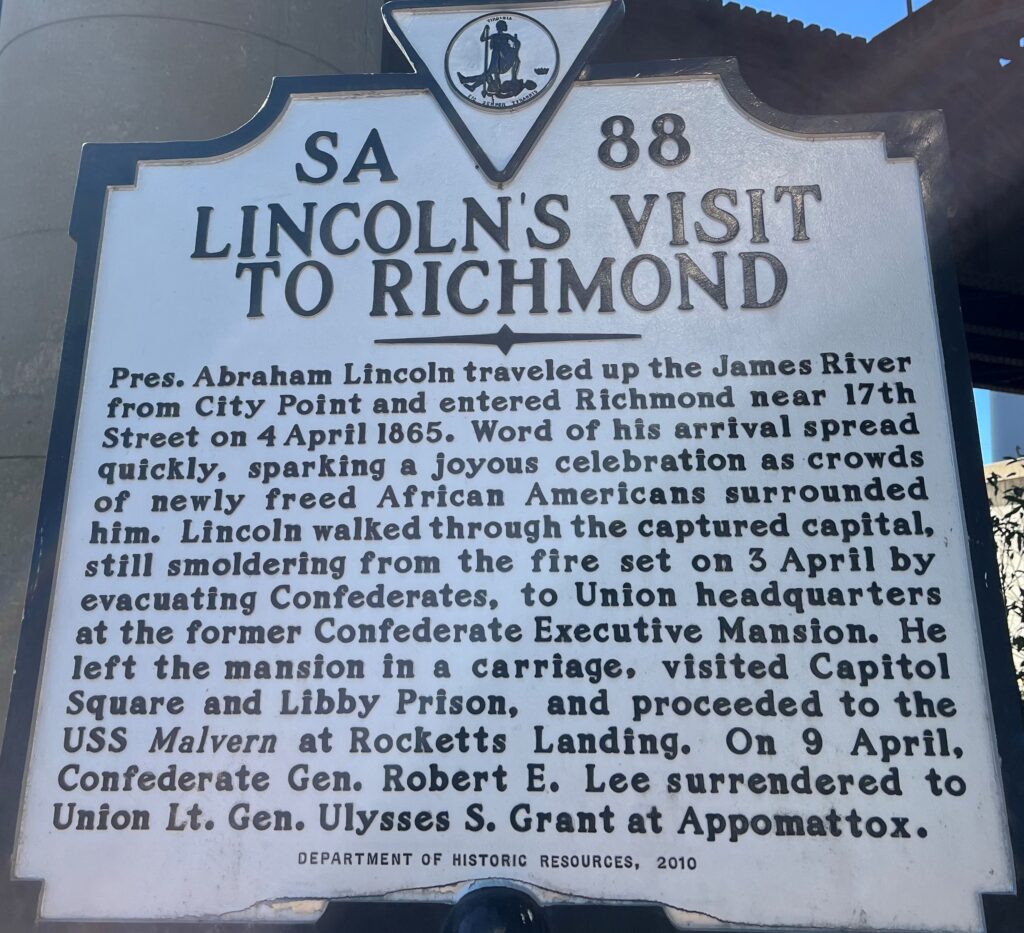 VIRGINIA
SIC SEMPER TYRANNIS
SA 88
LINCOLN'S VISIT
TO RICHMOND
Pres. Abraham Lincoln traveled up the James River
from City Point and entered Richmond near 17th
Street on 4 April 1865. Word of his arrival spread
quickly, sparking a joyous celebration as crowds
of newly freed African Americans surrounded
him. Lincoln walked through the captured capital,
still smoldering from the fire set on 3 April by
evacuating Confederates, to Union headquarters
at the former Confederate Executive Mansion. He
left the mansion in a carriage, visited Capitol
Square and Libby Prison, and proceeded to the
USS Malvern at Rocketts Landing. On 9 April,
Confederate Gen. Robert E. Lee surrendered to
Union Lt. Gen. Ulysses S. Grant at Appomattox.
DEPARTMENT OF HISTORIC RESOURCES, 2010